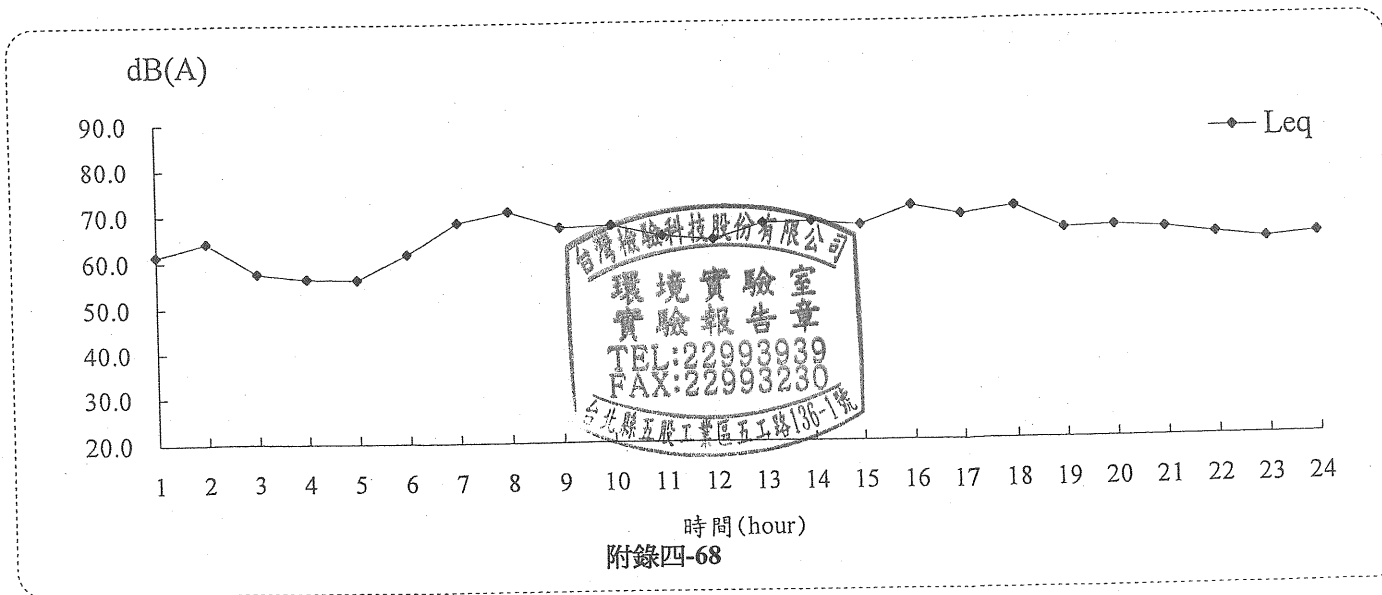 dB(A)
Leq
90.0
80.0
70.0
60.0
50.0
40.0
30.0
20.0
台灣檢驗科技股份有限公司
環境實驗室
實驗報告章
TEL:22993939
FAX:22993230
台北縣五股工業區五工路136-1號
1 2 3 4 5 6 7 8 9 10 11 12 13 14 15 16 17 18 19 20 21 22 23 24
時間(hour)
附錄四-68